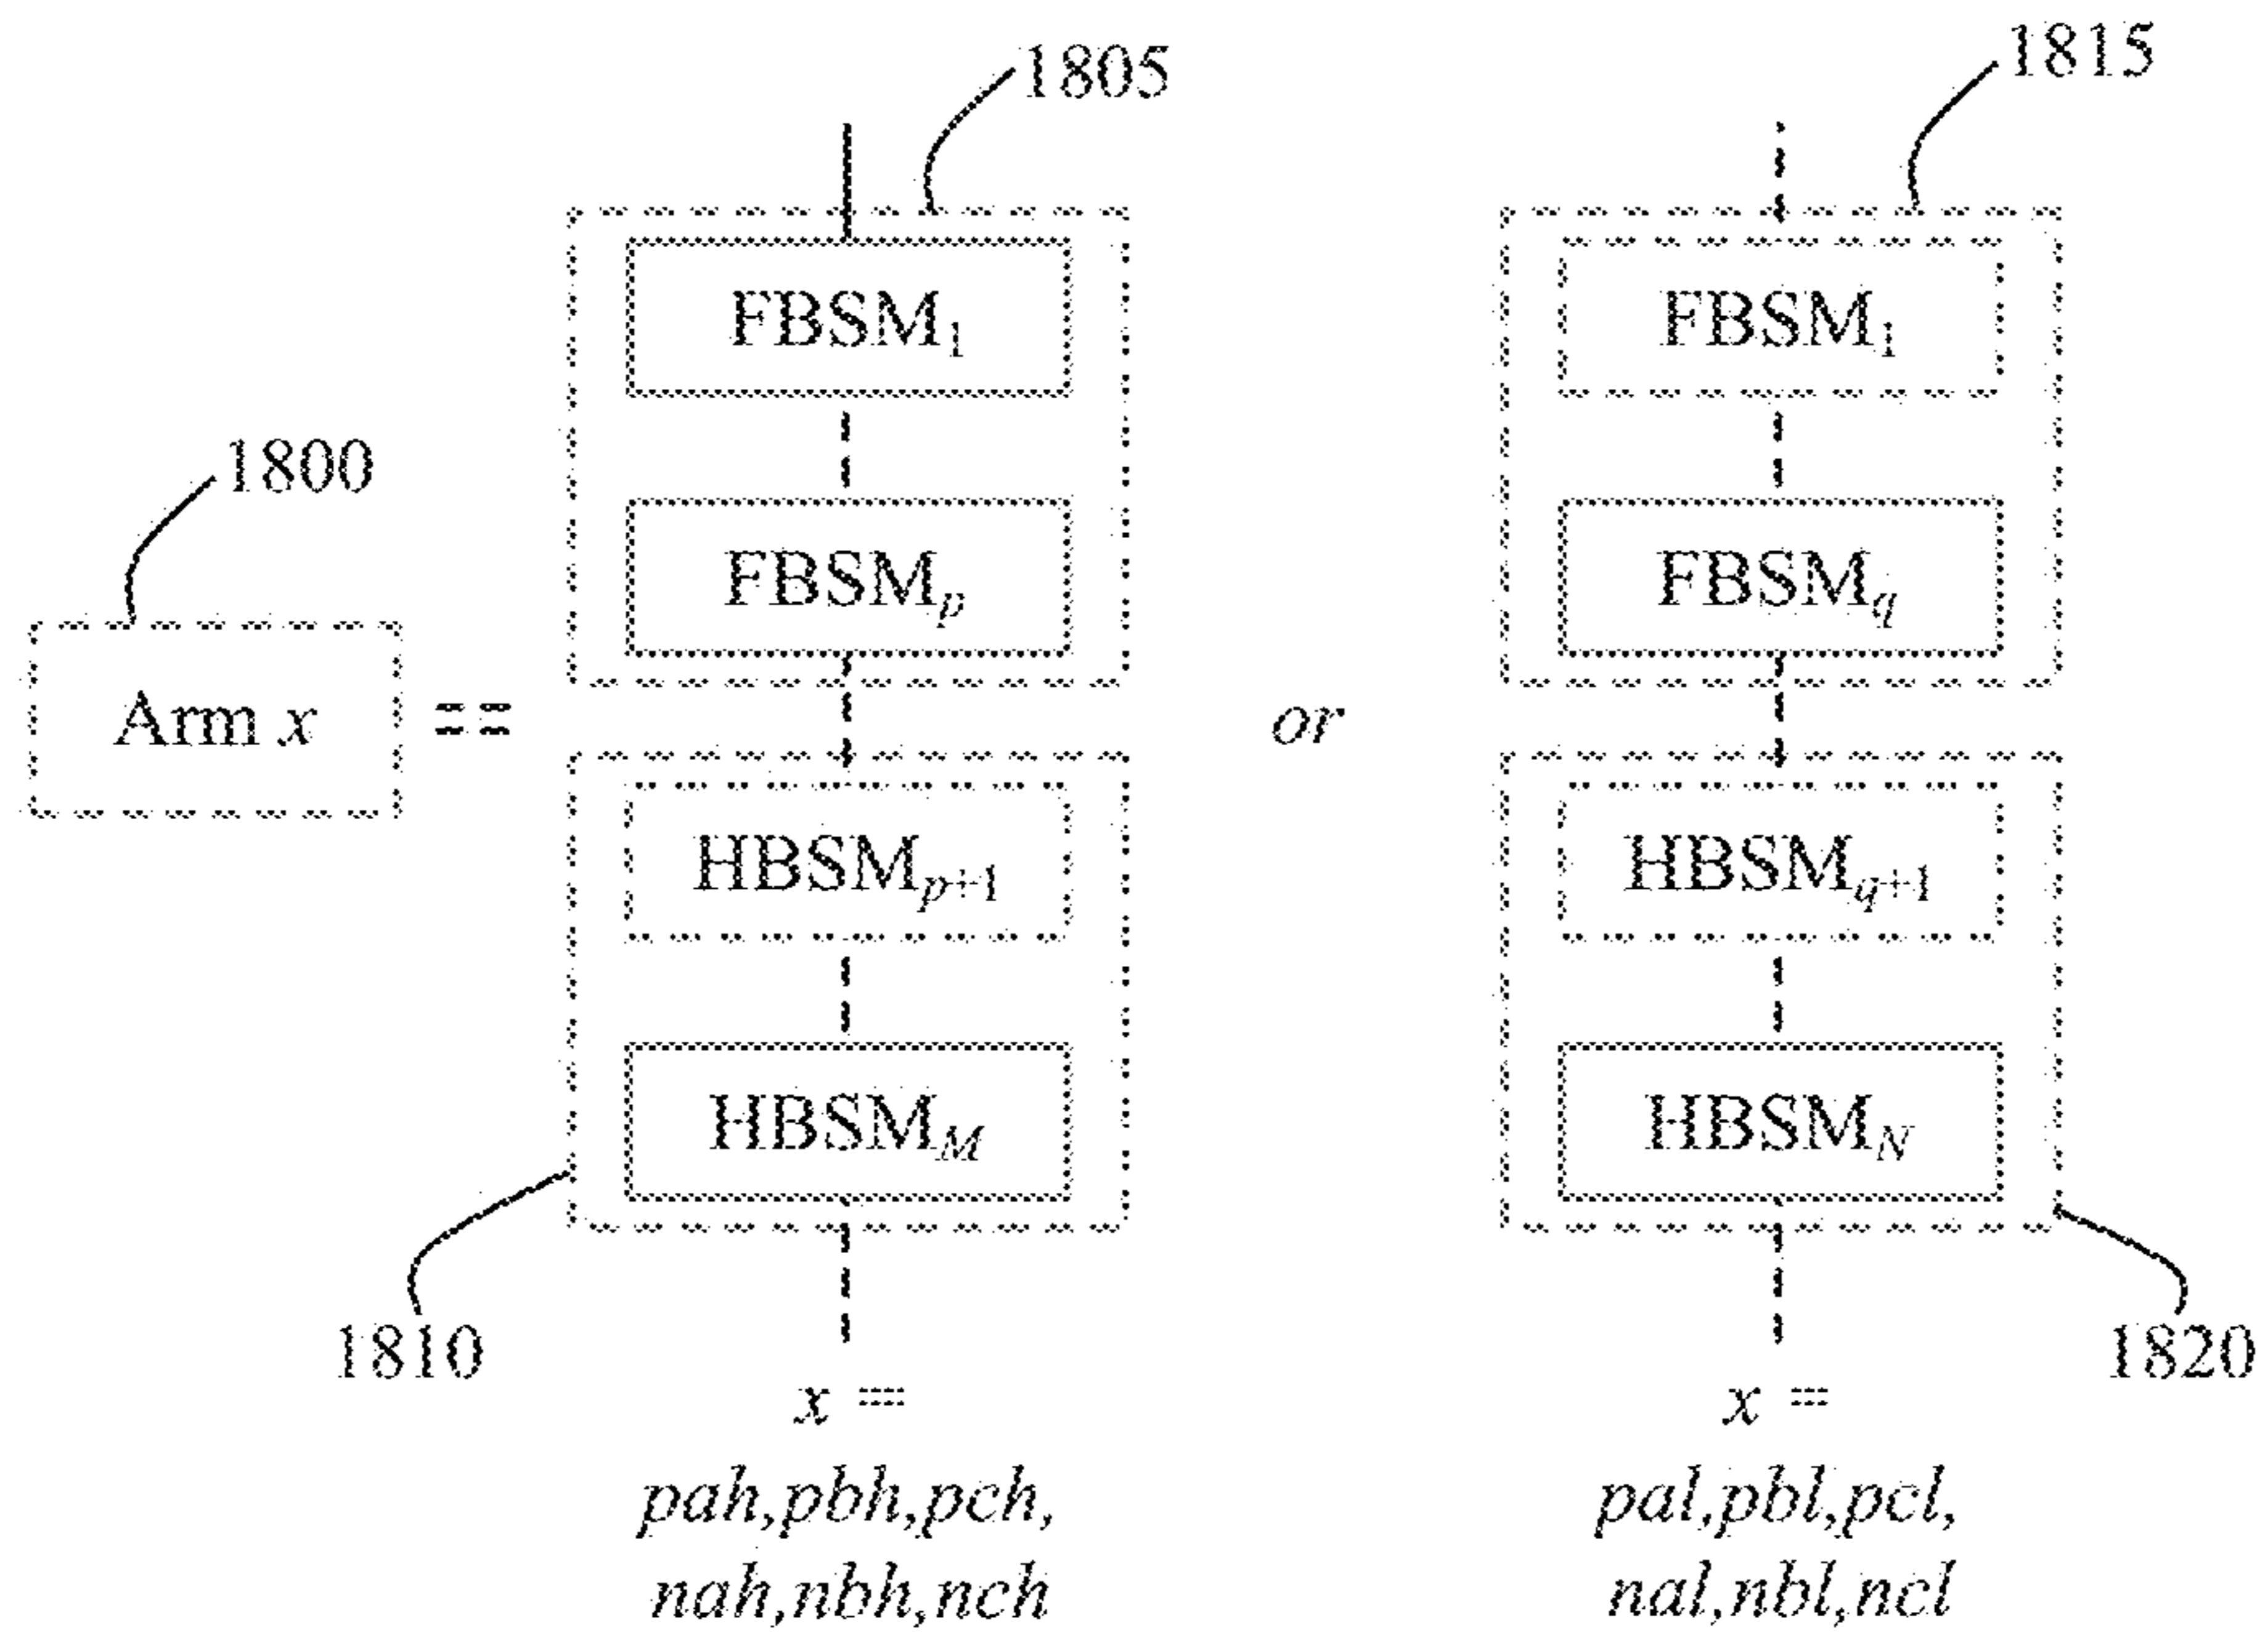 1805
1815
FBSM1
FBSM1
1800
FBSMp
FBSMq
Arm x
==
or
HBSMp+1
HBSMq+1
HBSMM
HBSMN
1810
1820
x =
pah,pbh,pch,
nah,nbh,nch
x =
pal,pbl,pcl,
nal,nbl,ncl